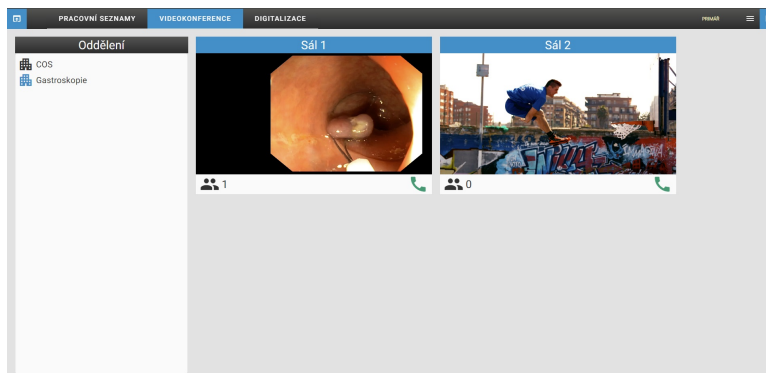 PRACOVNÍ SEZNAMY VIDEOKONFERENCE DIGITALIZACE PRIMÁŘ
Oddělení
COS
Gastroskopie
Sál 1
1
Sál 2
0